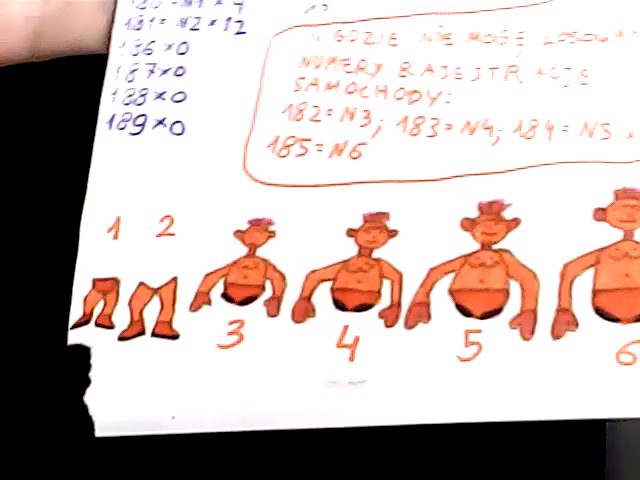 181 = N2 × 12
186×0
187×0
188×0
189×0
GDZIE NIE MOGĘ
NUMERY RAJESTRACJE
SAMOCHODY:
182=N3; 183=N4; 184=N5
185=N6
1 2
3 4 5 6